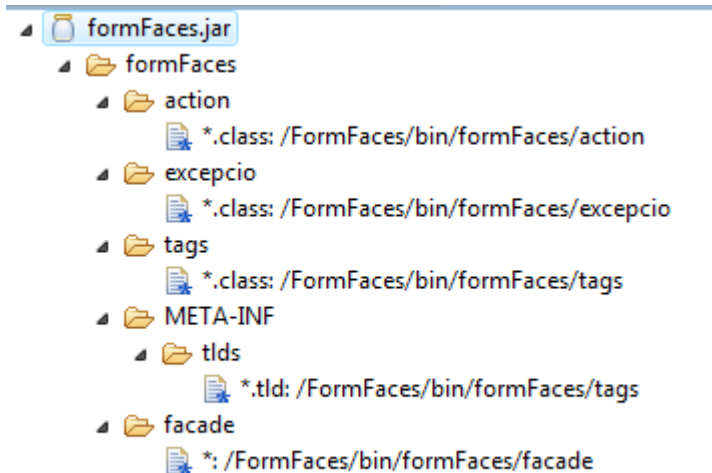 formFaces.jar
formFaces
action
*.class: /FormFaces/bin/formFaces/action
excepcio
*.class: /FormFaces/bin/formFaces/excepcio
tags
*.class: /FormFaces/bin/formFaces/tags
META-INF
tlds
*.tld: /FormFaces/bin/formFaces/tags
facade
*: /FormFaces/bin/formFaces/facade